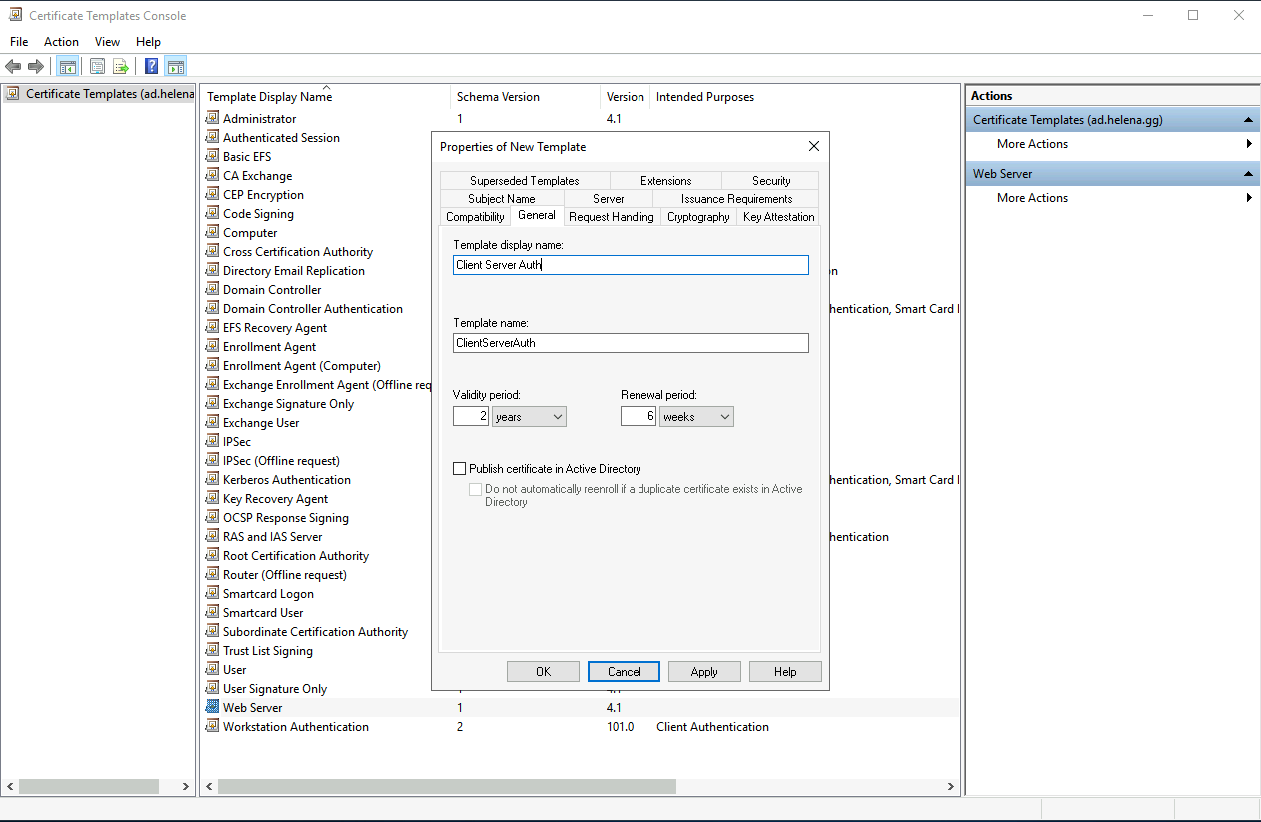 Certificate Templates Console
File Action View Help
Certificate Templates (ad.helena
Template Display Name Schema Version Version Intended Purposes
Administrator 1 4.1
Authenticated Session
Basic EFS
CA Exchange
CEP Encryption
Code Signing
Computer
Cross Certification Authority
Directory Email Replication
Domain Controller
Domain Controller Authentication hentication, Smart Card l
EFS Recovery Agent
Enrollment Agent
Enrollment Agent (Computer)
Exchange Enrollment Agent (Offline req
Exchange Signature Only
Exchange User
IPSec
IPSec (Offline request)
Kerberos Authentication hentication, Smart Card l
Key Recovery Agent
OCSP Response Signing
RAS and IAS Server hentication
Root Certification Authority
Router (Offline request)
Smartcard Logon
Smartcard User
Subordinate Certification Authority
Trust List Signing
User
User Signature Only
Web Server 1 4.1
Workstation Authentication 2 101.0 Client Authentication
Properties of New Template
Superseded Templates Extensions Security
Subject Name Server Issuance Requirements
Compatibility General Request Handing Cryptography Key Attestation
Template display name:
Client Server Auth
Template name:
ClientServerAuth
Validity period: Renewal period:
2 years 6 weeks
Publish certificate in Active Directory
Do not automatically reenroll if a duplicate certificate exists in Active
Directory
OK Cancel Apply Help
Actions
Certificate Templates (ad.helena.gg)
More Actions
Web Server
More Actions